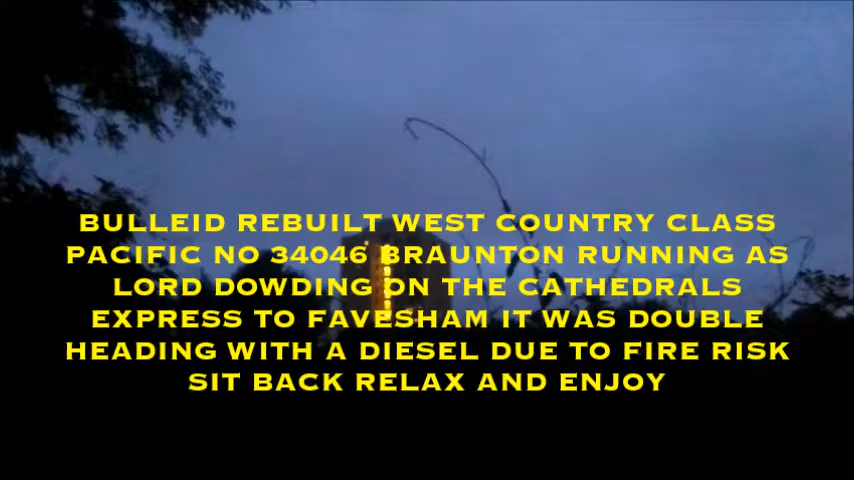 BULLEID REBUILT WEST COUNTRY CLASS
PACIFIC NO 34046 BRAUNTON RUNNING AS
LORD DOWDING ON THE CATHEDRALS
EXPRESS TO FAVESHAM IT WAS DOUBLE
HEADING WITH A DIESEL DUE TO FIRE RISK
SIT BACK RELAX AND ENJOY